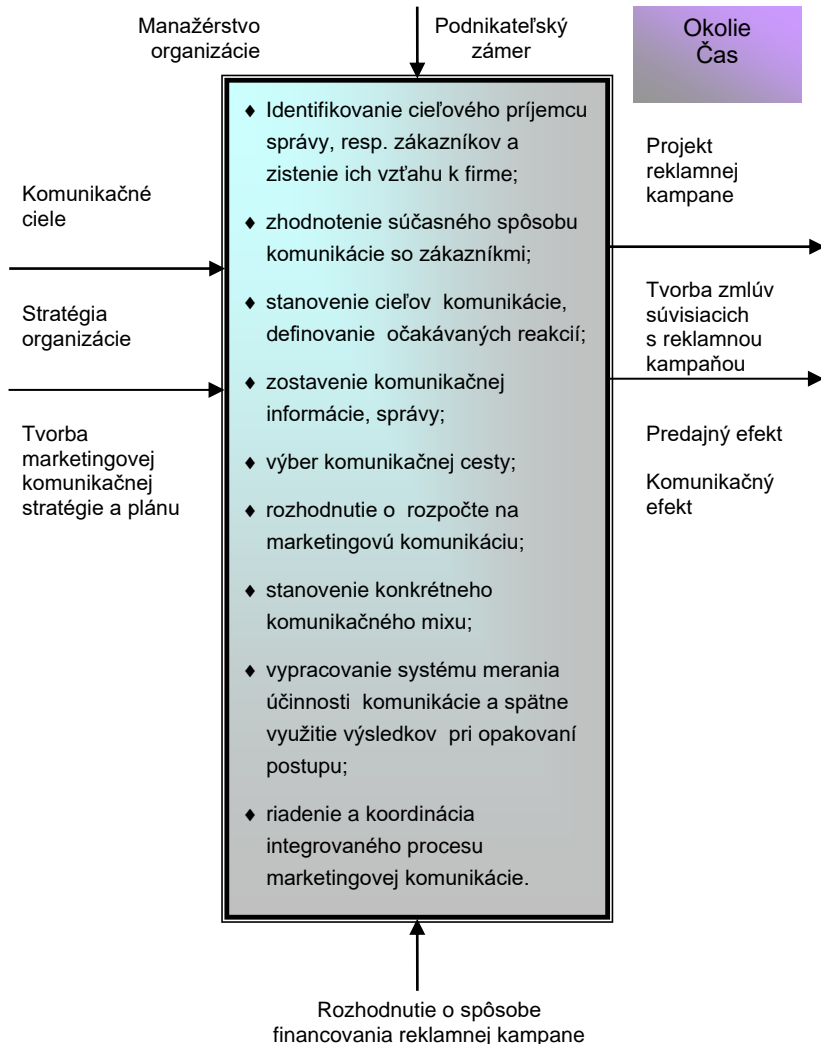 Manažérstvo
organizácie
Podnikateľský
zámer
Okolie
Čas
Komunikačné
ciele
Stratégia
organizácie
Tvorba
marketingovej
komunikačnej
stratégie a plánu
♦ Identifikovanie cieľového príjemcu
správy, resp. zákazníkov a
zistenie ich vzťahu k firme;
♦ zhodnotenie súčasného spôsobu
komunikácie so zákazníkmi;
♦ stanovenie cieľov komunikácie,
definovanie očakávaných reakcií;
♦ zostavenie komunikačnej
informácie, správy;
♦ výber komunikačnej cesty;
♦ rozhodnutie o rozpočte na
marketingovú komunikáciu;
♦ stanovenie konkrétneho
komunikačného mixu;
♦ vypracovanie systému merania
účinnosti komunikácie a spätne
využitie výsledkov pri opakovaní
postupu;
♦ riadenie a koordinácia
integrovaného procesu
marketingovej komunikácie.
Projekt
reklamnej
kampane
Tvorba zmlúv
súvisiacich
s reklamnou
kampaňou
Predajný efekt
Komunikačný
efekt
Rozhodnutie o spôsobe
financovania reklamnej kampane